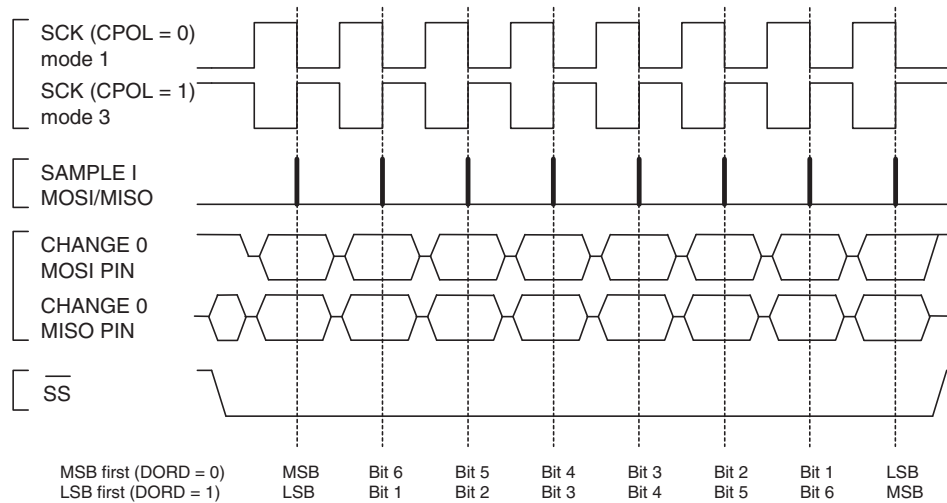 SCK (CPOL = 0)
mode 1
SCK (CPOL = 1)
mode 3
SAMPLE I
MOSI/MISO
CHANGE 0
MOSI PIN
CHANGE 0
MISO PIN
SS
MSB first (DORD = 0) MSB Bit 6 Bit 5 Bit 4 Bit 3 Bit 2 Bit 1 LSB
LSB first (DORD = 1) LSB Bit 1 Bit 2 Bit 3 Bit 4 Bit 5 Bit 6 MSB